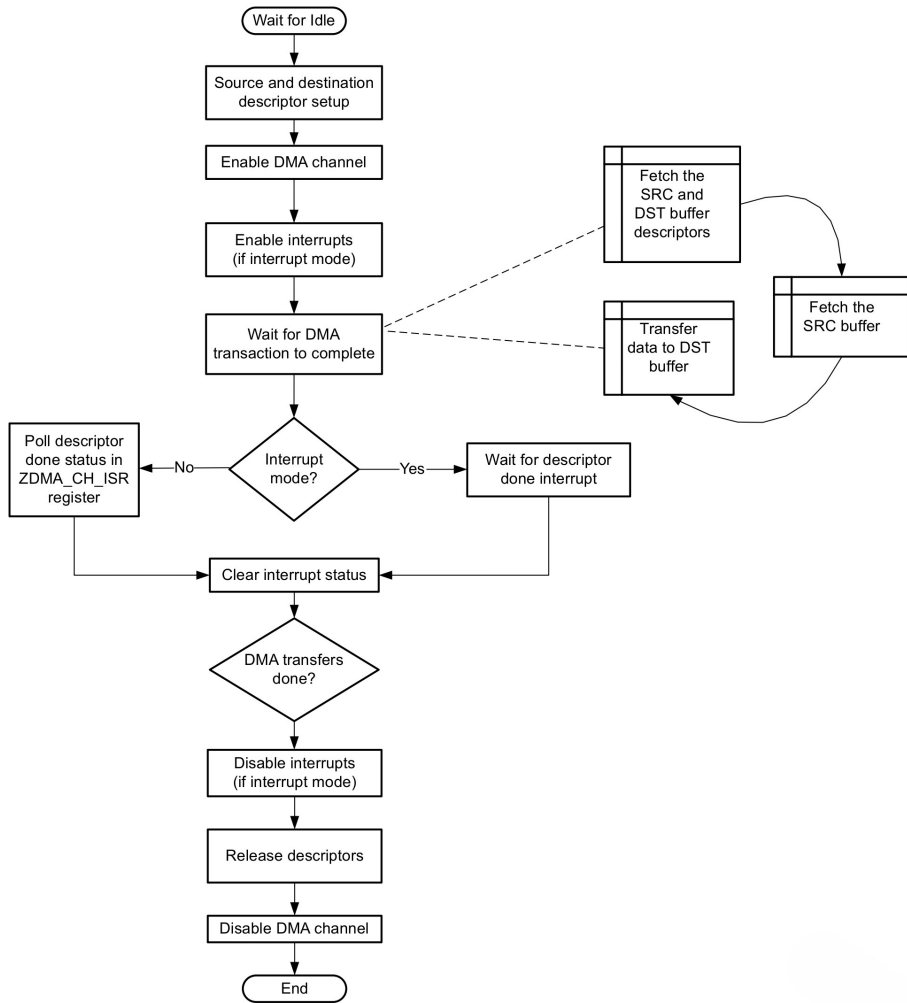 Wait for Idle
Source and destination
descriptor setup
Enable DMA channel
Enable interrupts
(if interrupt mode)
Wait for DMA
transaction to complete
Fetch the
SRC and
DST buffer
descriptors
Fetch the
SRC buffer
Transfer
data to DST
buffer
Interrupt
mode?
No
Yes
Poll descriptor
done status in
ZDMA_CH_ISR
register
Wait for descriptor
done interrupt
Clear interrupt status
DMA transfers
done?
Disable interrupts
(if interrupt mode)
Release descriptors
Disable DMA channel
End